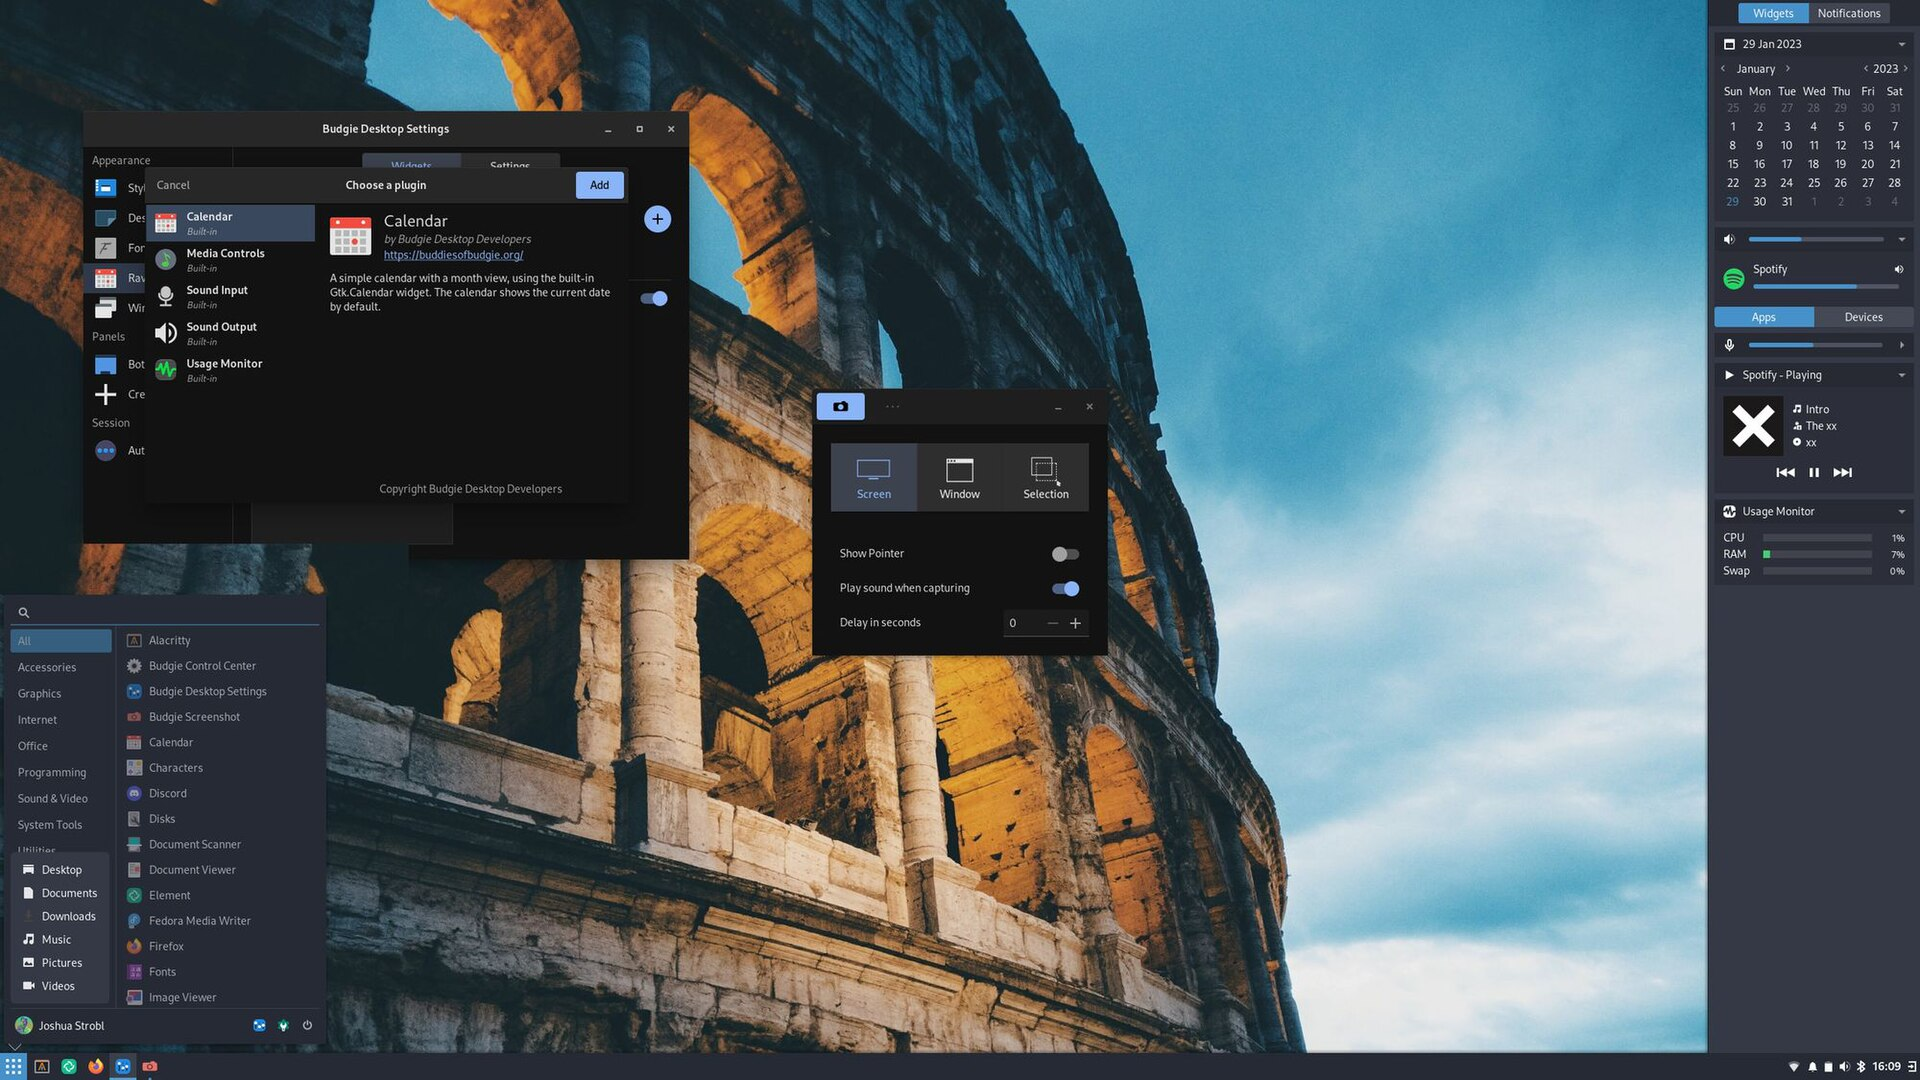 Budgie Desktop Settings
Appearance
Widgets
Settings
Styl
Des
Fon
Rav
Win
Panels
Bot
Cre
Session
Aut
Cancel
Choose a plugin
Add
Calendar
Built-in
Media Controls
Built-in
Sound Input
Built-in
Sound Output
Built-in
Usage Monitor
Built-in
Calendar
by Budgie Desktop Developers
https://buddiesofbudgie.org/
A simple calendar with a month view, using the built-in
Gtk.Calendar widget. The calendar shows the current date
by default.
Copyright Budgie Desktop Developers
Screen
Window
Selection
Show Pointer
Play sound when capturing
Delay in seconds
0
All
Accessories
Graphics
Internet
Office
Programming
Sound & Video
System Tools
Utilities
Desktop
Documents
Downloads
Music
Pictures
Videos
Alacritty
Budgie Control Center
Budgie Desktop Settings
Budgie Screenshot
Calendar
Characters
Discord
Disks
Document Scanner
Document Viewer
Element
Fedora Media Writer
Firefox
Fonts
Image Viewer
Joshua Strobl
Widgets
Notifications
29 Jan 2023
January
2023
Sun Mon Tue Wed Thu Fri Sat
25 26 27 28 29 30 31
1 2 3 4 5 6 7
8 9 10 11 12 13 14
15 16 17 18 19 20 21
22 23 24 25 26 27 28
29 30 31 1 2 3 4
Spotify
Apps
Devices
Spotify - Playing
Intro
The xx
xx
Usage Monitor
CPU 1%
RAM 7%
Swap 0%
16:09